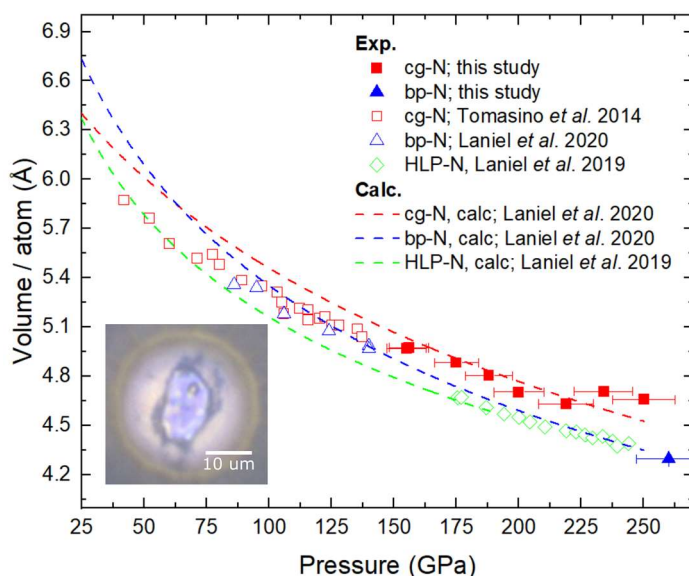 6.9
6.6
6.3
6.0
5.7
5.4
5.1
4.8
4.5
4.2
Volume / atom (Å)
Exp.
cg-N; this study
bp-N; this study
cg-N; Tomasino et al. 2014
bp-N; Laniel et al. 2020
HLP-N, Laniel et al. 2019
Calc.
cg-N, calc; Laniel et al. 2020
bp-N, calc; Laniel et al. 2020
HLP-N, calc; Laniel et al. 2019
10 um
25 50 75 100 125 150 175 200 225 250
Pressure (GPa)